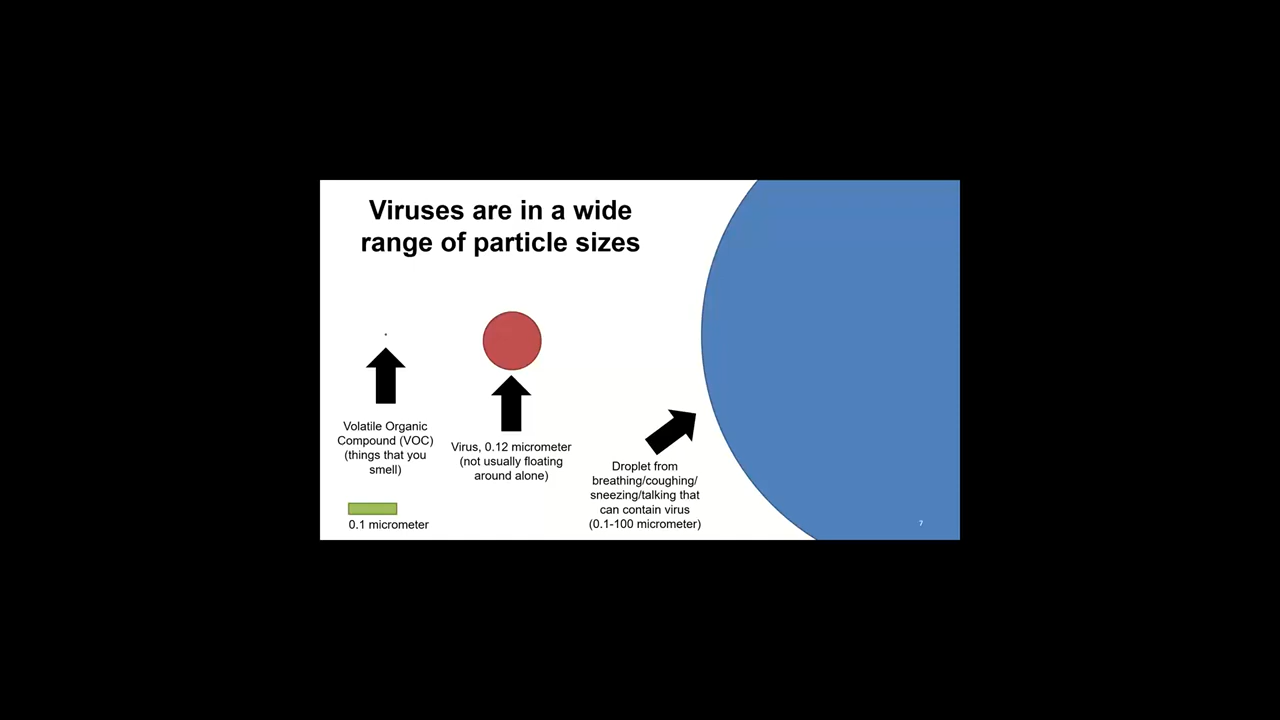 Viruses are in a wide
range of particle sizes
Volatile Organic
Compound (VOC)
(things that you
smell)
Virus, 0.12 micrometer
(not usually floating
around alone)
Droplet from
breathing/coughing/
sneezing/talking that
can contain virus
(0.1-100 micrometer)
0.1 micrometer
7